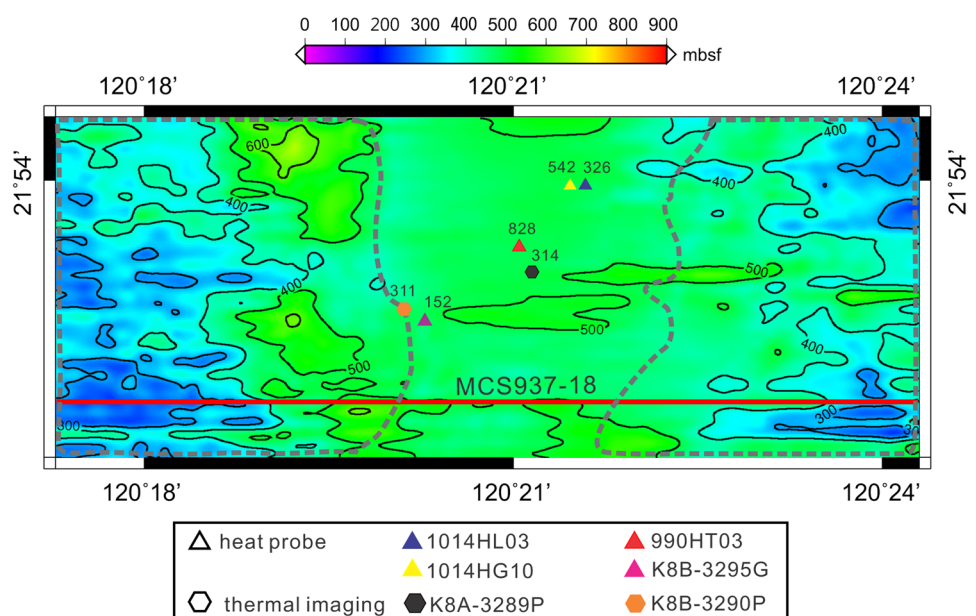 0 100 200 300 400 500 600 700 800 900
mbsf
120°18’ 120°21’ 120°24’
21°54’ 21°54’
600
400
400
400
542 326
828
314
500
400
311 152
500
400
500
MCS937-18
300
300
30
120°18’ 120°21’ 120°24’
heat probe 1014HL03 990HT03
1014HG10 K8B-3295G
thermal imaging K8A-3289P K8B-3290P